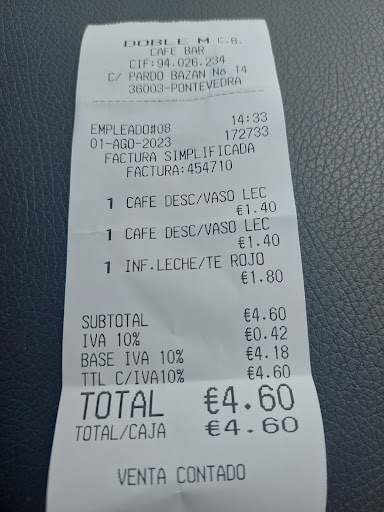 DOBLE M C.B.
CAFE BAR
CIF:94.026.234
C/ PARDO BAZAN No 14
36003-PONTEVEDRA
EMPLEADO#08 14:33
01-AGO-2023 172733
FACTURA SIMPLIFICADA
FACTURA:454710
1 CAFE DESC/VASO LEC
€1.40
1 CAFE DESC/VASO LEC
€1.40
1 INF.LECHE/TE ROJO
€1.80
SUBTOTAL €4.60
IVA 10% €0.42
BASE IVA 10% €4.18
TTL C/IVA10% €4.60
TOTAL €4.60
TOTAL/CAJA €4.60
VENTA CONTADO